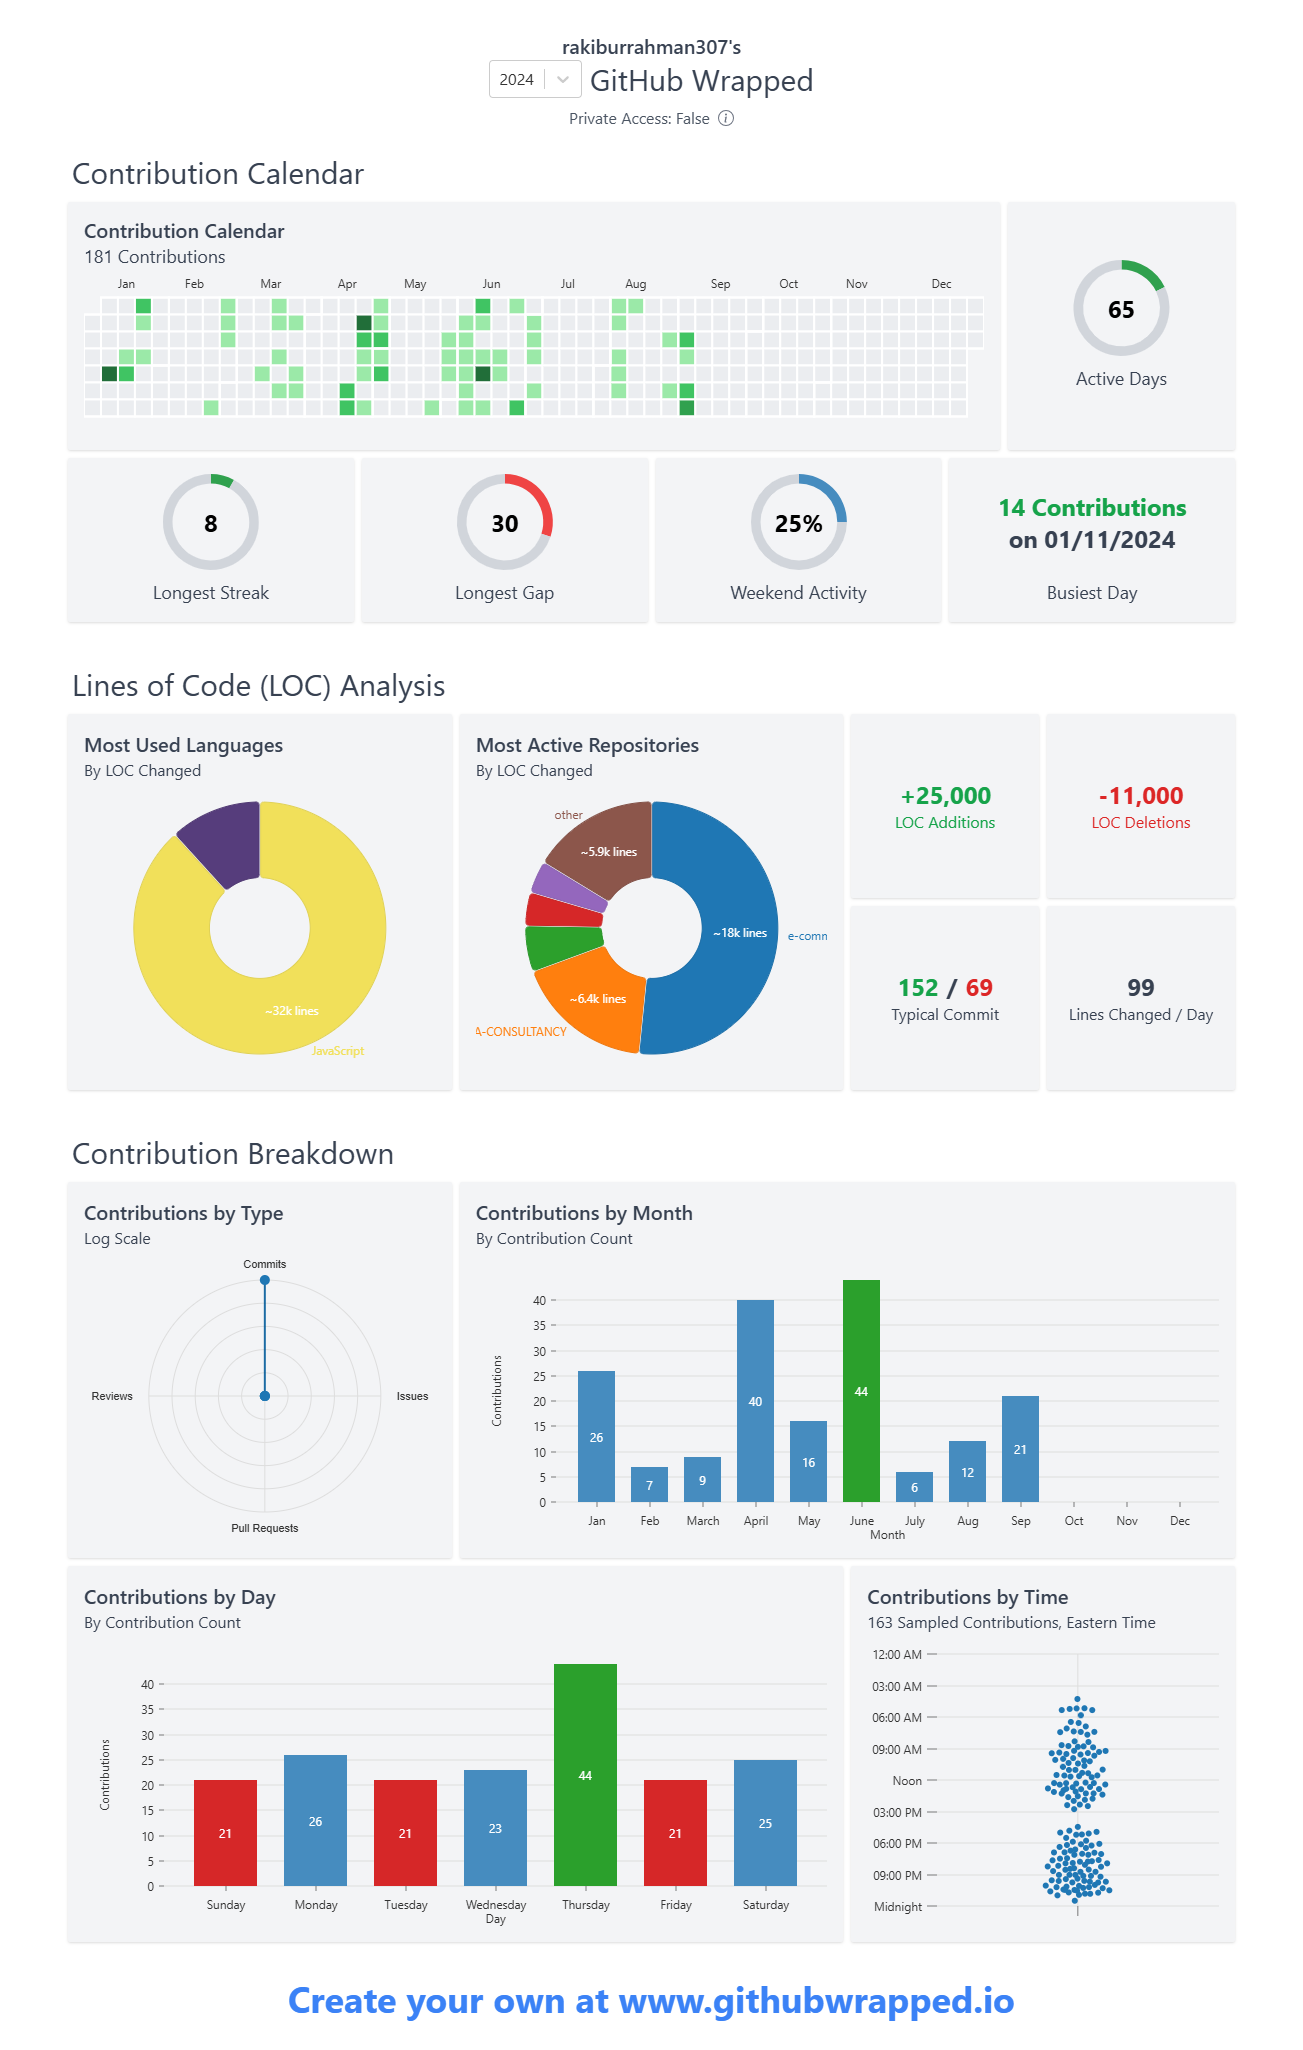 rakiburrahman307's
2024
GitHub Wrapped
Private Access: False
Contribution Calendar
Contribution Calendar
181 Contributions
Jan Feb Mar Apr May Jun Jul Aug Sep Oct Nov Dec
65
Active Days
8
Longest Streak
30
Longest Gap
25%
Weekend Activity
14 Contributions
on 01/11/2024
Busiest Day
Lines of Code (LOC) Analysis
Most Used Languages
By LOC Changed
~32k lines
JavaScript
Most Active Repositories
By LOC Changed
other
~5.9k lines
~18k lines
e-comn
~6.4k lines
A-CONSULTANCY
+25,000
LOC Additions
-11,000
LOC Deletions
152 / 69
Typical Commit
99
Lines Changed / Day
Contribution Breakdown
Contributions by Type
Log Scale
Commits
Reviews
Issues
Pull Requests
Contributions by Month
By Contribution Count
Contributions
40
35
30
25
20
15
10
5
0
26
7
9
40
16
44
6
12
21
Jan Feb March April May June July Aug Sep Oct Nov Dec
Month
Contributions by Day
By Contribution Count
Contributions
40
35
30
25
20
15
10
5
0
21
26
21
23
44
21
25
Sunday Monday Tuesday Wednesday Thursday Friday Saturday
Day
Contributions by Time
163 Sampled Contributions, Eastern Time
12:00 AM
03:00 AM
06:00 AM
09:00 AM
Noon
03:00 PM
06:00 PM
09:00 PM
Midnight
Create your own at www.githubwrapped.io